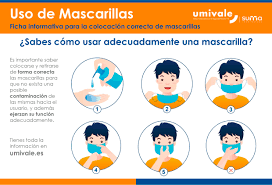 Uso de Mascarillas
umivale suma
Ficha informativa para la colocación correcta de mascarillas
¿Sabes cómo usar adecuadamente una mascarilla?
Es importante saber
colocarse y retirarse
de forma correcta
las mascarillas para
que no exista una
posible
contaminación de
las mismas hacia el
usuario, y además
ejerzan su función
adecuadamente.
Tienes toda la
información en
umivale.es
1
2
3
4
5